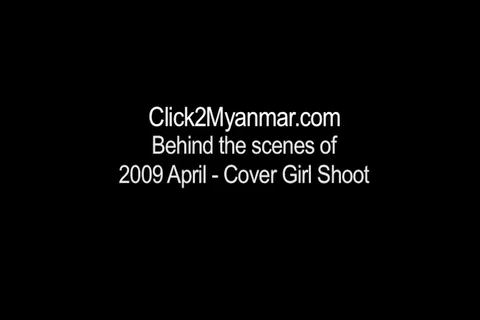 Click2Myanmar.com
Behind the scenes of
2009 April - Cover Girl Shoot